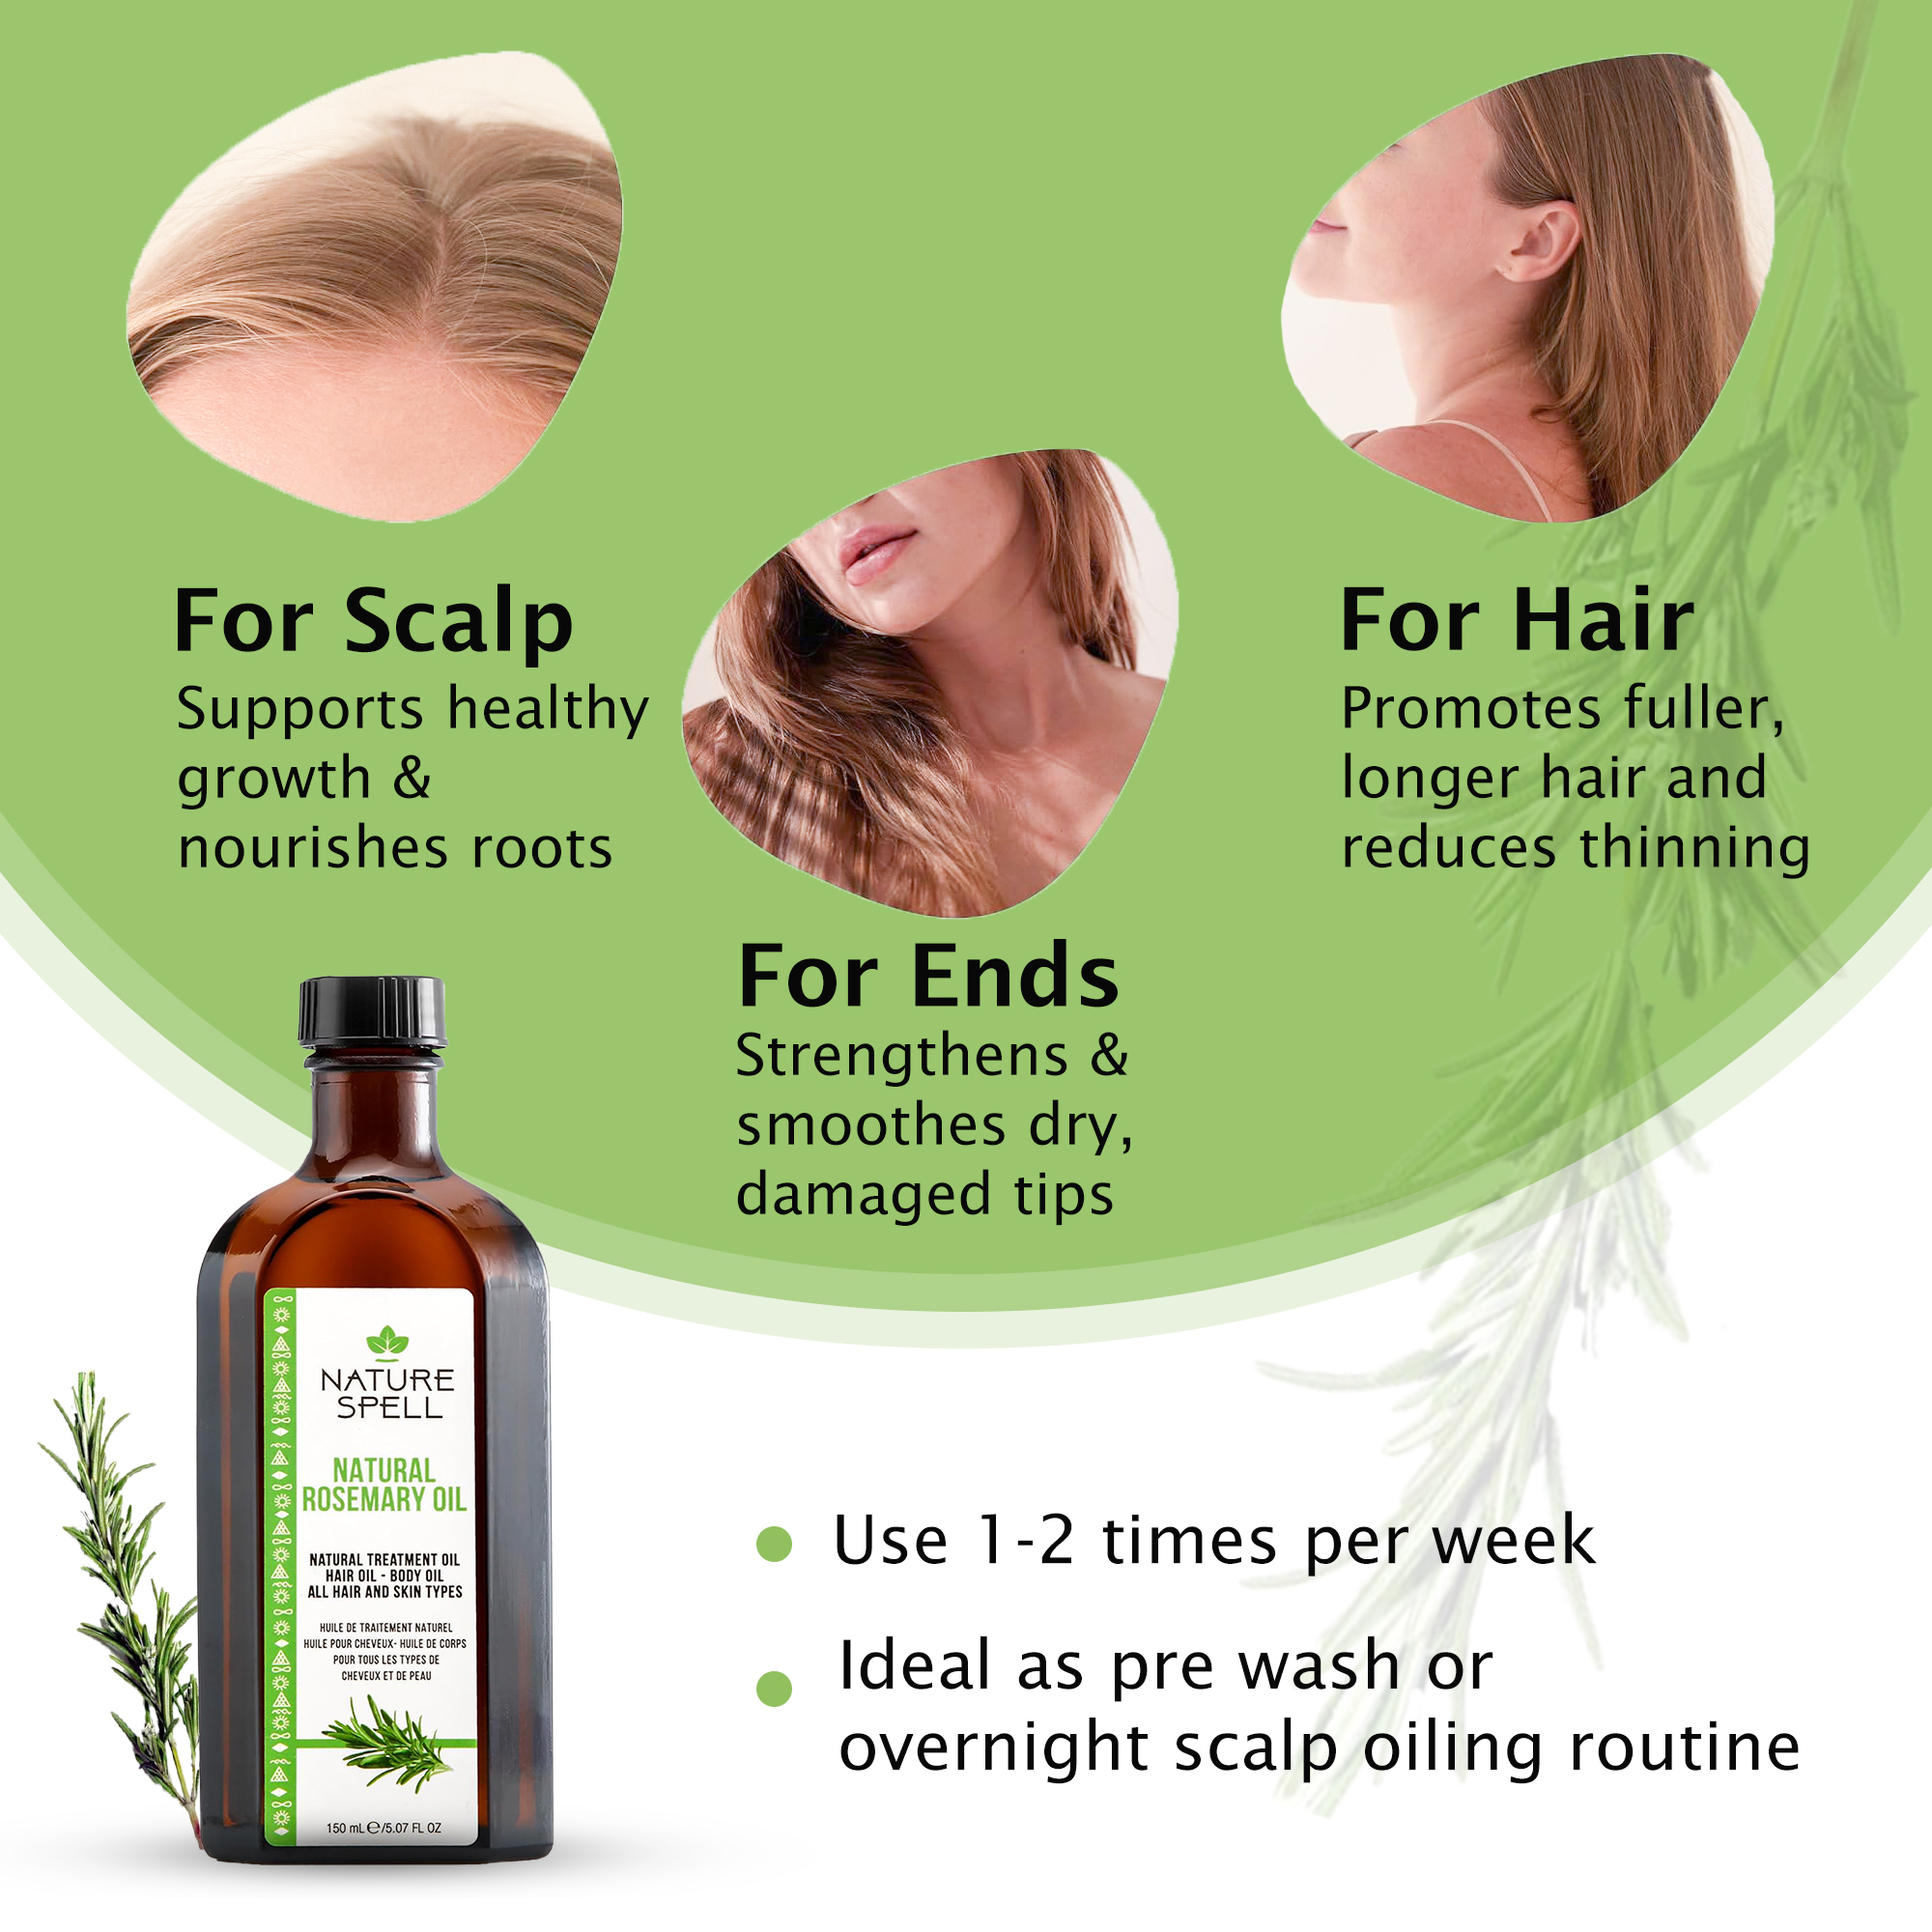 For Scalp
Supports healthy
growth &
nourishes roots
For Ends
Strengthens &
smoothes dry,
damaged tips
For Hair
Promotes fuller,
longer hair and
reduces thinning
NATURE
SPELL
NATURAL
ROSEMARY OIL
NATURAL TREATMENT OIL
HAIR OIL - BODY OIL
ALL HAIR AND SKIN TYPES
HUILE DE TRAITEMENT NATUREL
HUILE POUR CHEVEUX- HUILE DE CORPS
POUR TOUS LES TYPES DE
CHEVEUX ET DE PEAU
150 mL ℮/5.07 FL OZ
Use 1-2 times per week
Ideal as pre wash or
overnight scalp oiling routine